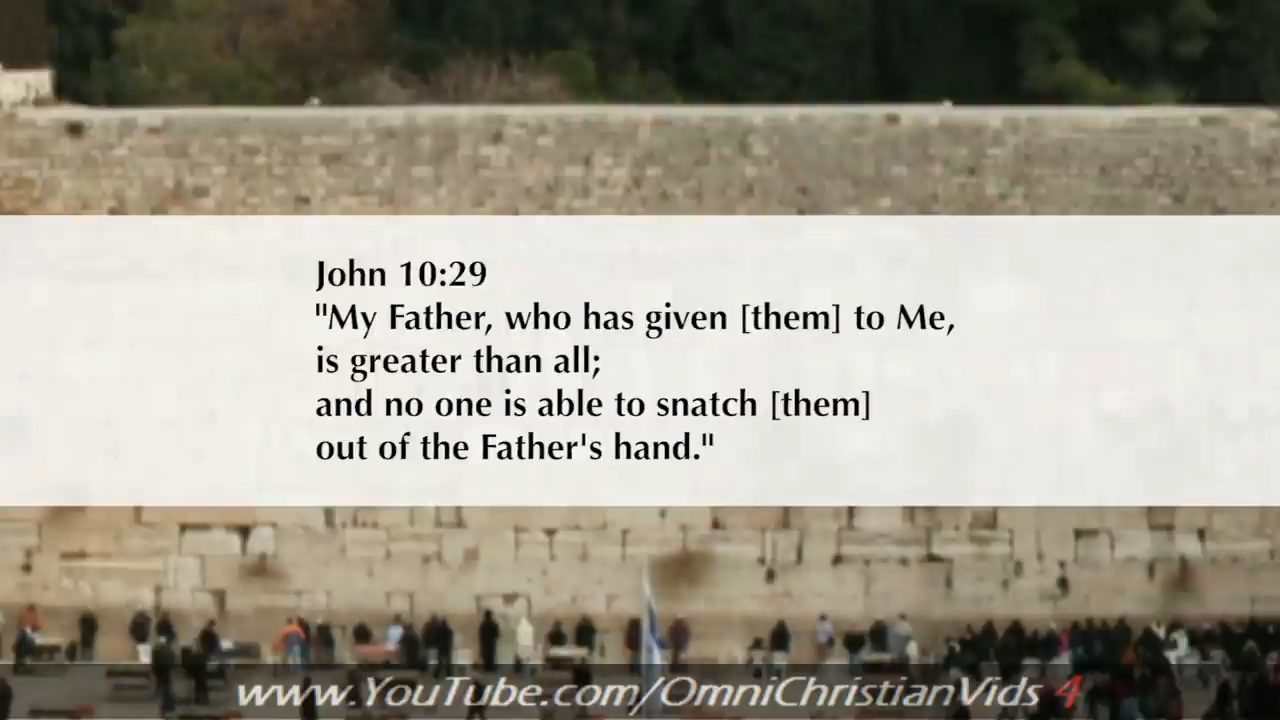 John 10:29
"My Father, who has given [them] to Me,
is greater than all;
and no one is able to snatch [them]
out of the Father's hand."
www.YouTube.com/OmniChristianVids 4